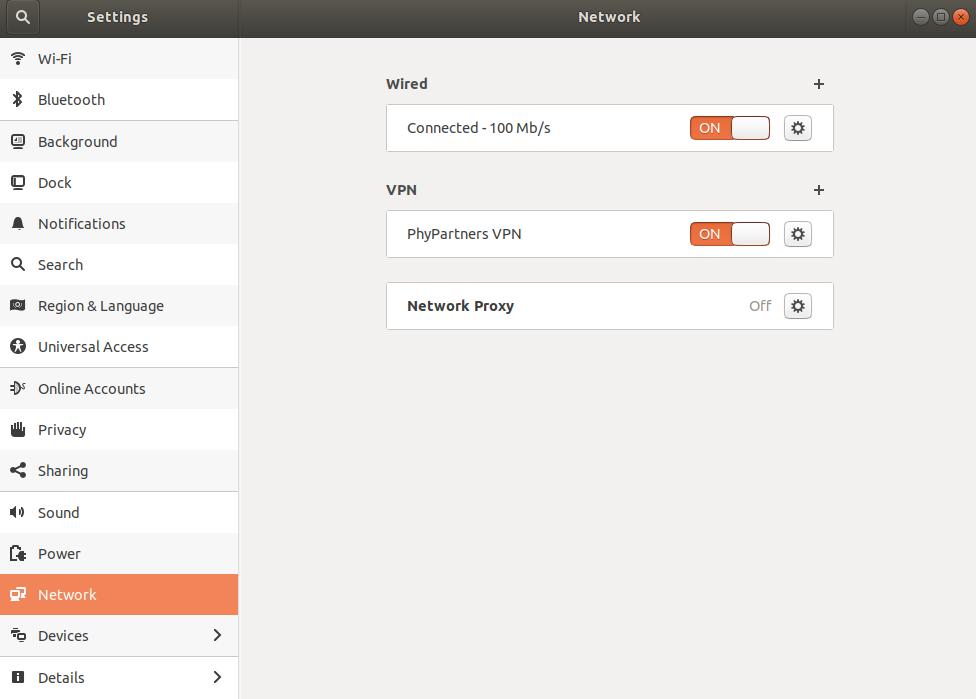 Settings
Network
Wi-Fi
Bluetooth
Background
Dock
Notifications
Search
Region & Language
Universal Access
Online Accounts
Privacy
Sharing
Sound
Power
Network
Devices
Details
Wired
Connected - 100 Mb/s ON
VPN
PhyPartners VPN ON
Network Proxy Off